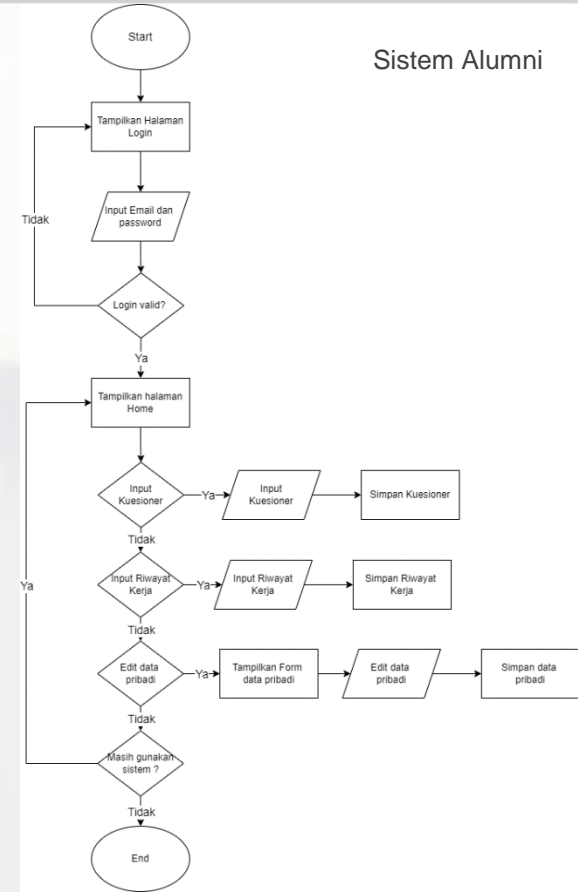 Start
Sistem Alumni
Tampilkan Halaman
Login
Input Email dan
password
Tidak
Login valid?
Ya
Tampilkan halaman
Home
Input
Kuesioner
Ya
Input
Kuesioner
Simpan Kuesioner
Tidak
Input Riwayat
Kerja
Ya
Input Riwayat
Kerja
Simpan Riwayat
Kerja
Ya
Tidak
Edit data
pribadi
Ya
Tampilkan Form
data pribadi
Edit data
pribadi
Simpan data
pribadi
Tidak
Masih gunakan
sistem ?
Tidak
End